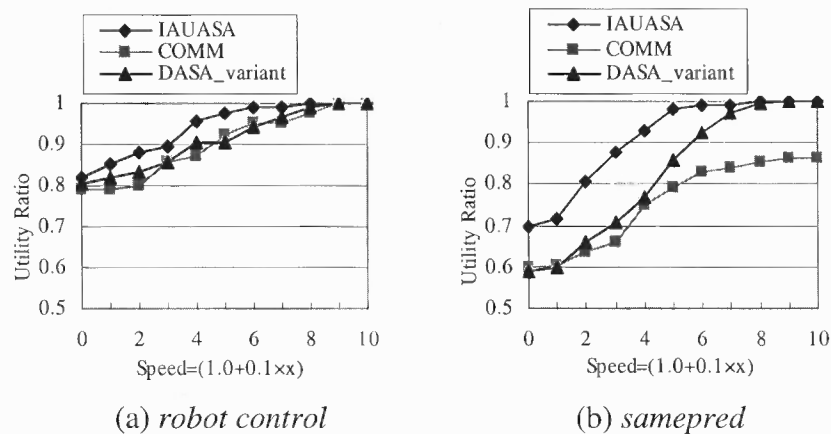 IAUASA
COMM
DASA_variant
1
0.9
0.8
0.7
0.6
0.5
Utility Ratio
0 2 4 6 8 10
Speed=(1.0+0.1×x)
(a) robot control
IAUASA
COMM
DASA_variant
1
0.9
0.8
0.7
0.6
0.5
Utility Ratio
0 2 4 6 8 10
Speed=(1.0+0.1×x)
(b) samepred